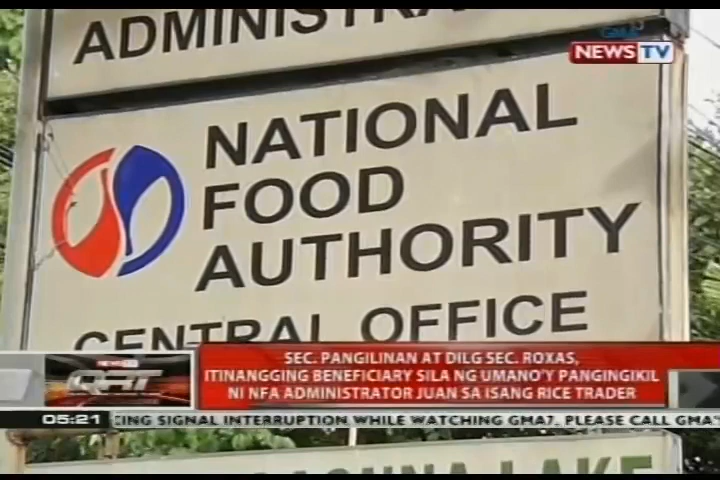 ADMINISTRA
GMA
NEWSTV
NATIONAL
FOOD
AUTHORITY
CENTRAL OFFICE
NEWSTV
QRT
SEC. PANGILINAN AT DILG SEC. ROXAS,
ITINANGGING BENEFICIARY SILA NG UMANO'Y PANGINGIKIL
NI NFA ADMINISTRATOR JUAN SA ISANG RICE TRADER
05:21
CING SIGNAL INTERRUPTION WHILE WATCHING GMA7, PLEASE CALL GMA
LAGUNA LAKE